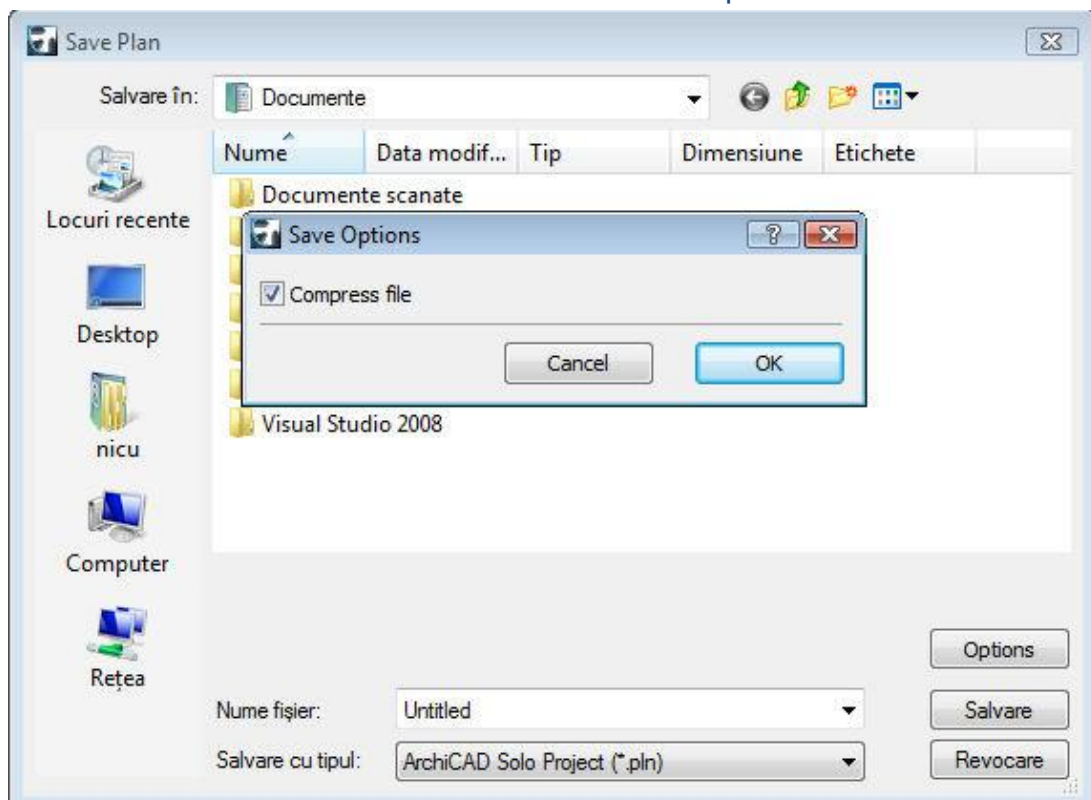 Save Plan
Salvare în:
Documente
Nume Data modif... Tip Dimensiune Etichete
Locuri recente
Documente scanate
Save Options
Compress file
Desktop
Cancel OK
Visual Studio 2008
nicu
Computer
Rețea
Options
Nume fişier: Untitled Salvare
Salvare cu tipul: ArchiCAD Solo Project (*.pln) Revocare